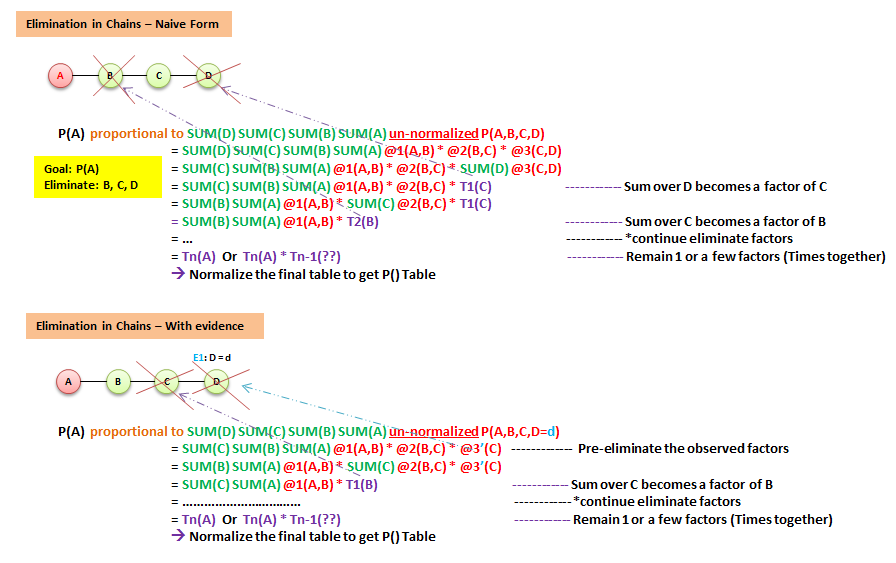 Elimination in Chains – Naive Form
A B C D
P(A) proportional to SUM(D) SUM(C) SUM(B) SUM(A) un-normalized P(A,B,C,D)
= SUM(D) SUM(C) SUM(B) SUM(A) @1(A,B) * @2(B,C) * @3(C,D)
Goal: P(A)
Eliminate: B, C, D
= SUM(C) SUM(B) SUM(A) @1(A,B) * @2(B,C) * SUM(D) @3(C,D)
= SUM(C) SUM(B) SUM(A) @1(A,B) * @2(B,C) * T1(C) ------------ Sum over D becomes a factor of C
= SUM(B) SUM(A) @1(A,B) * SUM(C) @2(B,C) * T1(C)
= SUM(B) SUM(A) @1(A,B) * T2(B) ------------ Sum over C becomes a factor of B
= ... ------------ *continue eliminate factors
= Tn(A) Or Tn(A) * Tn-1(??) ------------ Remain 1 or a few factors (Times together)
→ Normalize the final table to get P() Table
Elimination in Chains – With evidence
E1: D = d
A B C D
P(A) proportional to SUM(D) SUM(C) SUM(B) SUM(A) un-normalized P(A,B,C,D=d)
= SUM(C) SUM(B) SUM(A) @1(A,B) * @2(B,C) * @3’(C) ------------- Pre-eliminate the observed factors
= SUM(B) SUM(A) @1(A,B) * SUM(C) @2(B,C) * @3’(C)
= SUM(C) SUM(A) @1(A,B) * T1(B) ------------ Sum over C becomes a factor of B
= ................................ ------------ *continue eliminate factors
= Tn(A) Or Tn(A) * Tn-1(??) ------------ Remain 1 or a few factors (Times together)
→ Normalize the final table to get P() Table